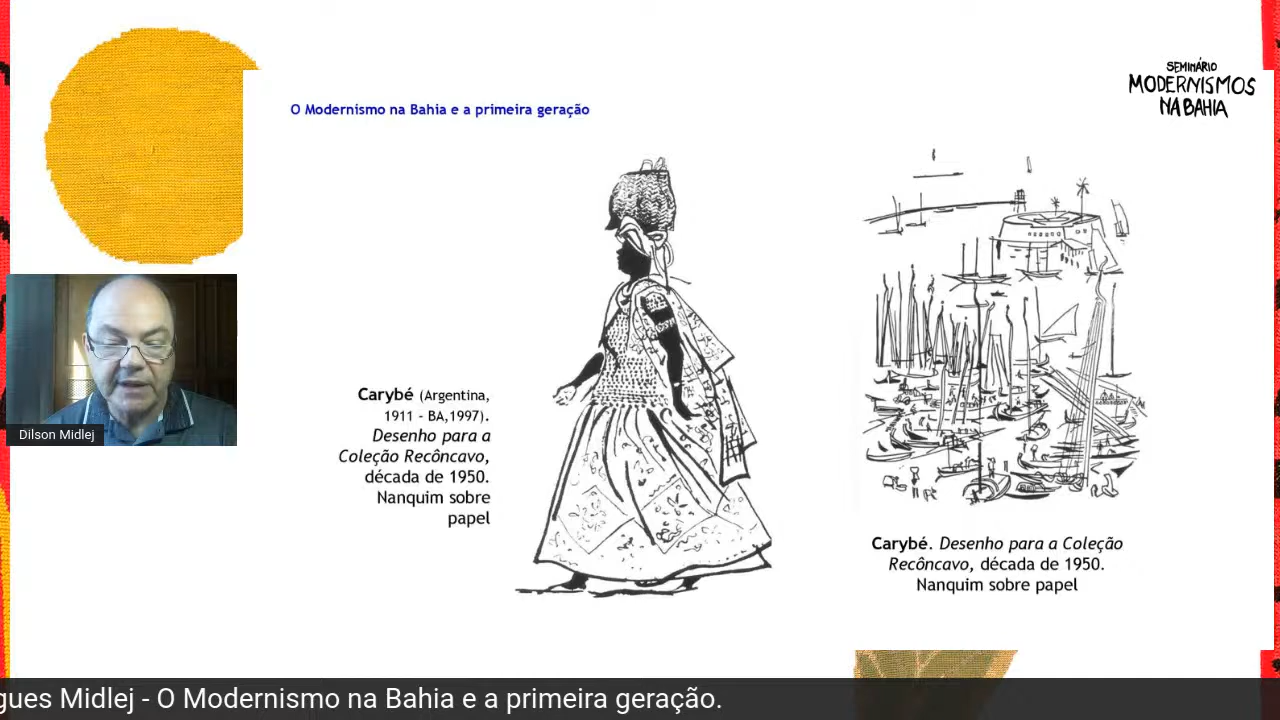 SEMINÁRIO
MODERNISMOS
NA BAHIA
O Modernismo na Bahia e a primeira geração
Carybé (Argentina,
1911 - BA,1997).
Desenho para a
Coleção Recôncavo,
década de 1950.
Nanquim sobre
papel
Carybé. Desenho para a Coleção
Recôncavo, década de 1950.
Nanquim sobre papel
Dilson Midlej
gues Midlej - O Modernismo na Bahia e a primeira geração.